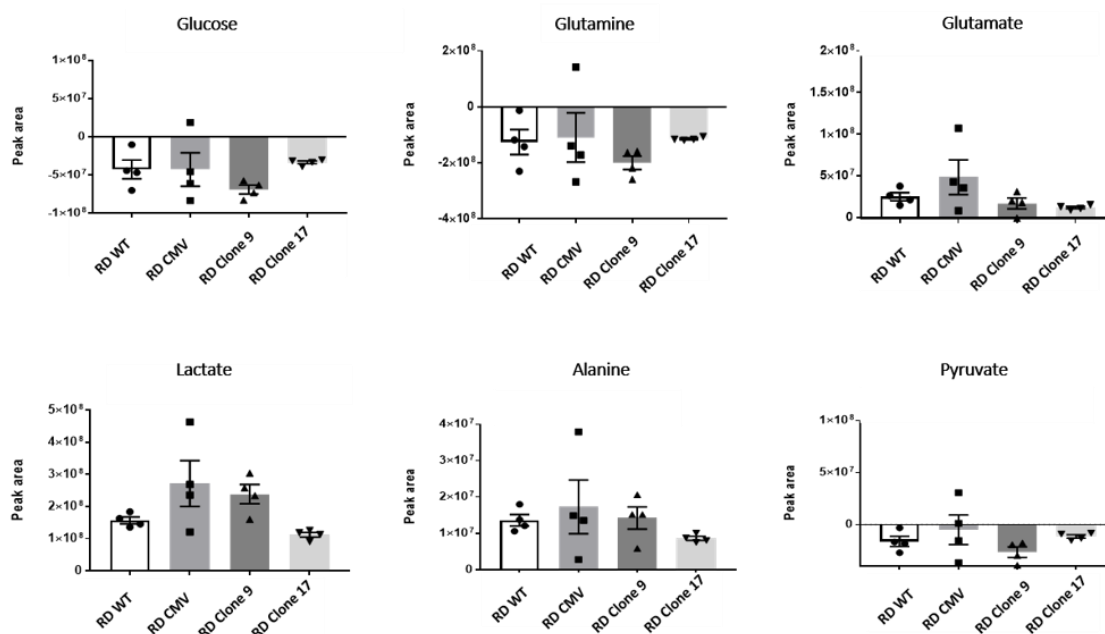 Glucose
Peak area
1×10⁸
5×10⁷
0
-5×10⁷
-1×10⁸
RD WT
RD CMV
RD Clone 9
RD Clone 17
Glutamine
Peak area
2×10⁸
0
-2×10⁸
-4×10⁸
RD WT
RD CMV
RD Clone 9
RD Clone 17
Glutamate
Peak area
2×10⁸
1.5×10⁸
1×10⁸
5×10⁷
0
RD WT
RD CMV
RD Clone 9
RD Clone 17
Lactate
Peak area
5×10⁸
4×10⁸
3×10⁸
2×10⁸
1×10⁸
0
RD WT
RD CMV
RD Clone 9
RD Clone 17
Alanine
Peak area
4×10⁷
3×10⁷
2×10⁷
1×10⁷
0
RD WT
RD CMV
RD Clone 9
RD Clone 17
Pyruvate
Peak area
1×10⁸
5×10⁷
0
RD WT
RD CMV
RD Clone 9
RD Clone 17